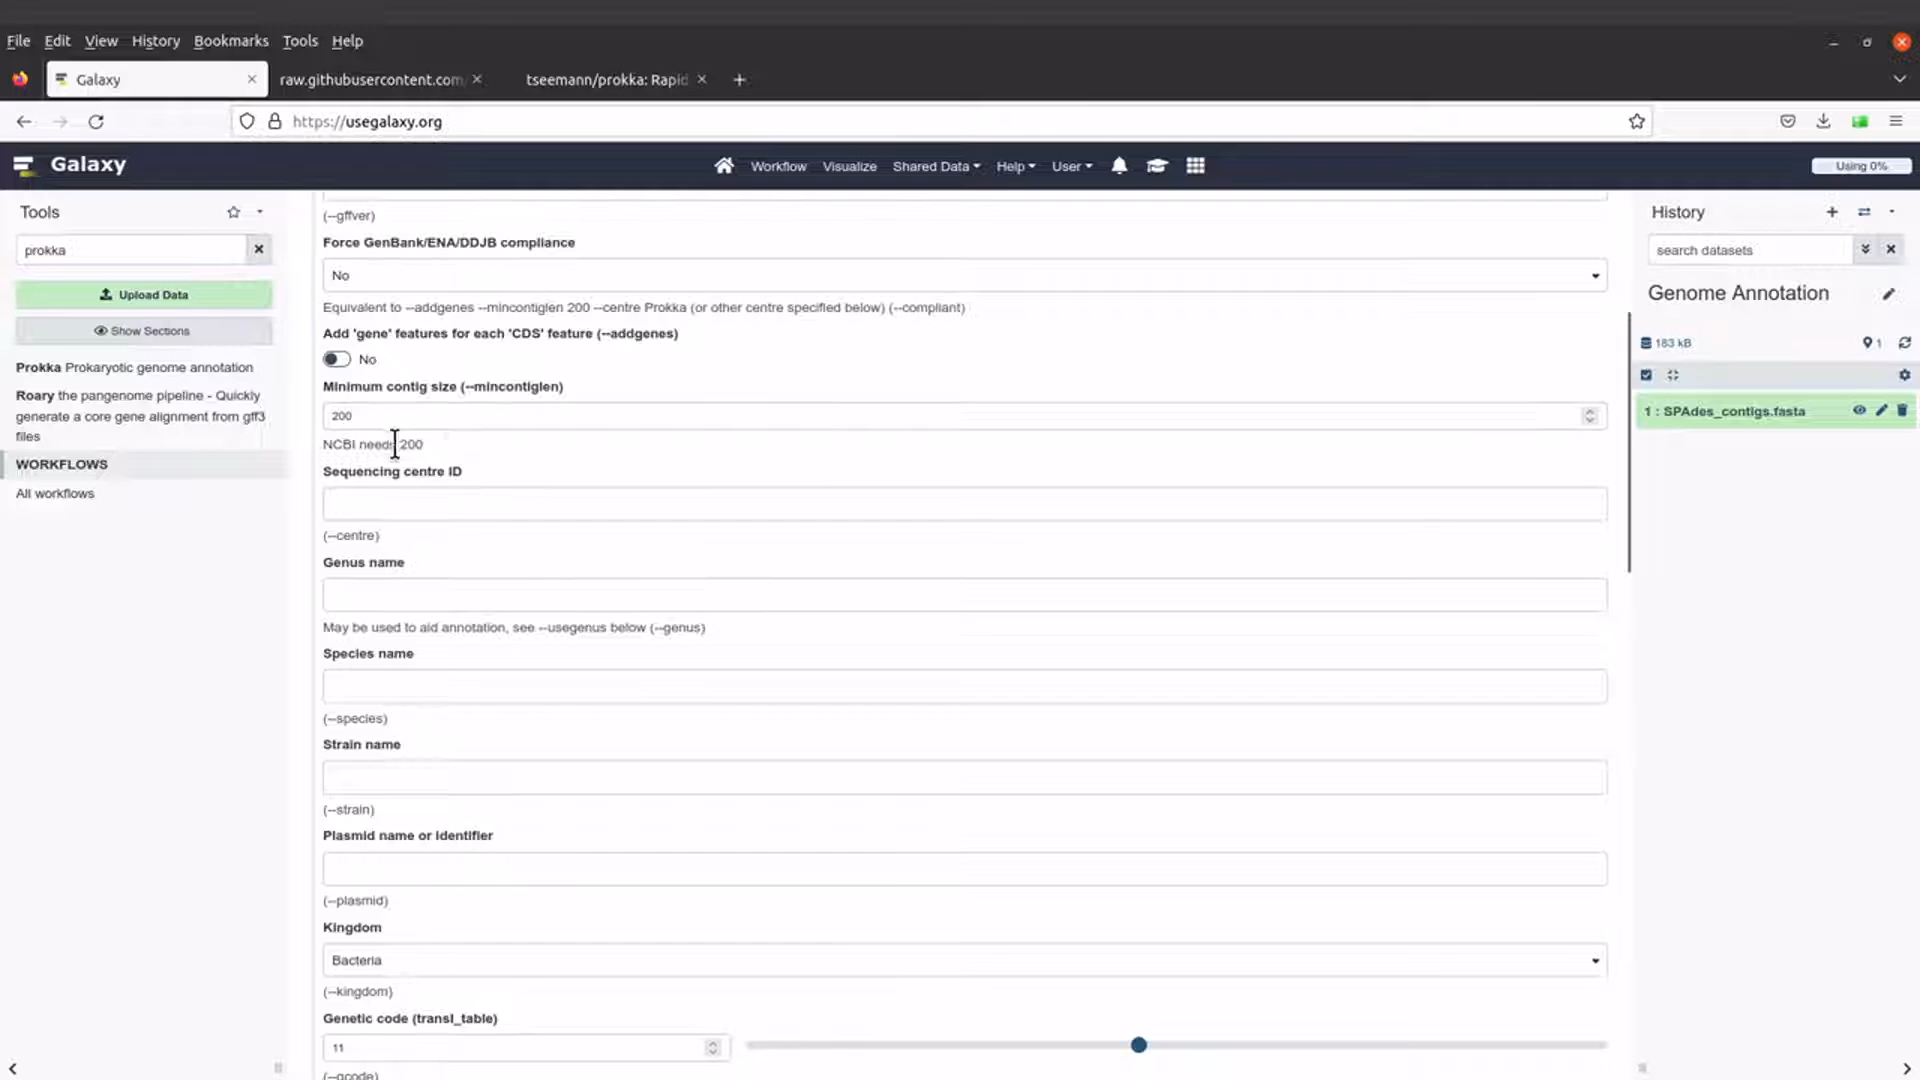 File Edit View History Bookmarks Tools Help
Galaxy
raw.githubusercontent.com
tseemann/prokka: Rapid
https://usegalaxy.org
Galaxy
Workflow Visualize Shared Data Help User
Using 0%
Tools
prokka
Upload Data
Show Sections
Prokka Prokaryotic genome annotation
Roary the pangenome pipeline - Quickly
generate a core gene alignment from gff3
files
WORKFLOWS
All workflows
(--gffver)
Force GenBank/ENA/DDJB compliance
No
Equivalent to --addgenes --mincontiglen 200 --centre Prokka (or other centre specified below) (--compliant)
Add 'gene' features for each 'CDS' feature (--addgenes)
No
Minimum contig size (--mincontiglen)
200
NCBI needs 200
Sequencing centre ID
(--centre)
Genus name
May be used to aid annotation, see --usegenus below (--genus)
Species name
(--species)
Strain name
(--strain)
Plasmid name or identifier
(--plasmid)
Kingdom
Bacteria
(--kingdom)
Genetic code (transl_table)
11
(--gcode)
History
search datasets
Genome Annotation
183 kB
1
1 : SPAdes_contigs.fasta